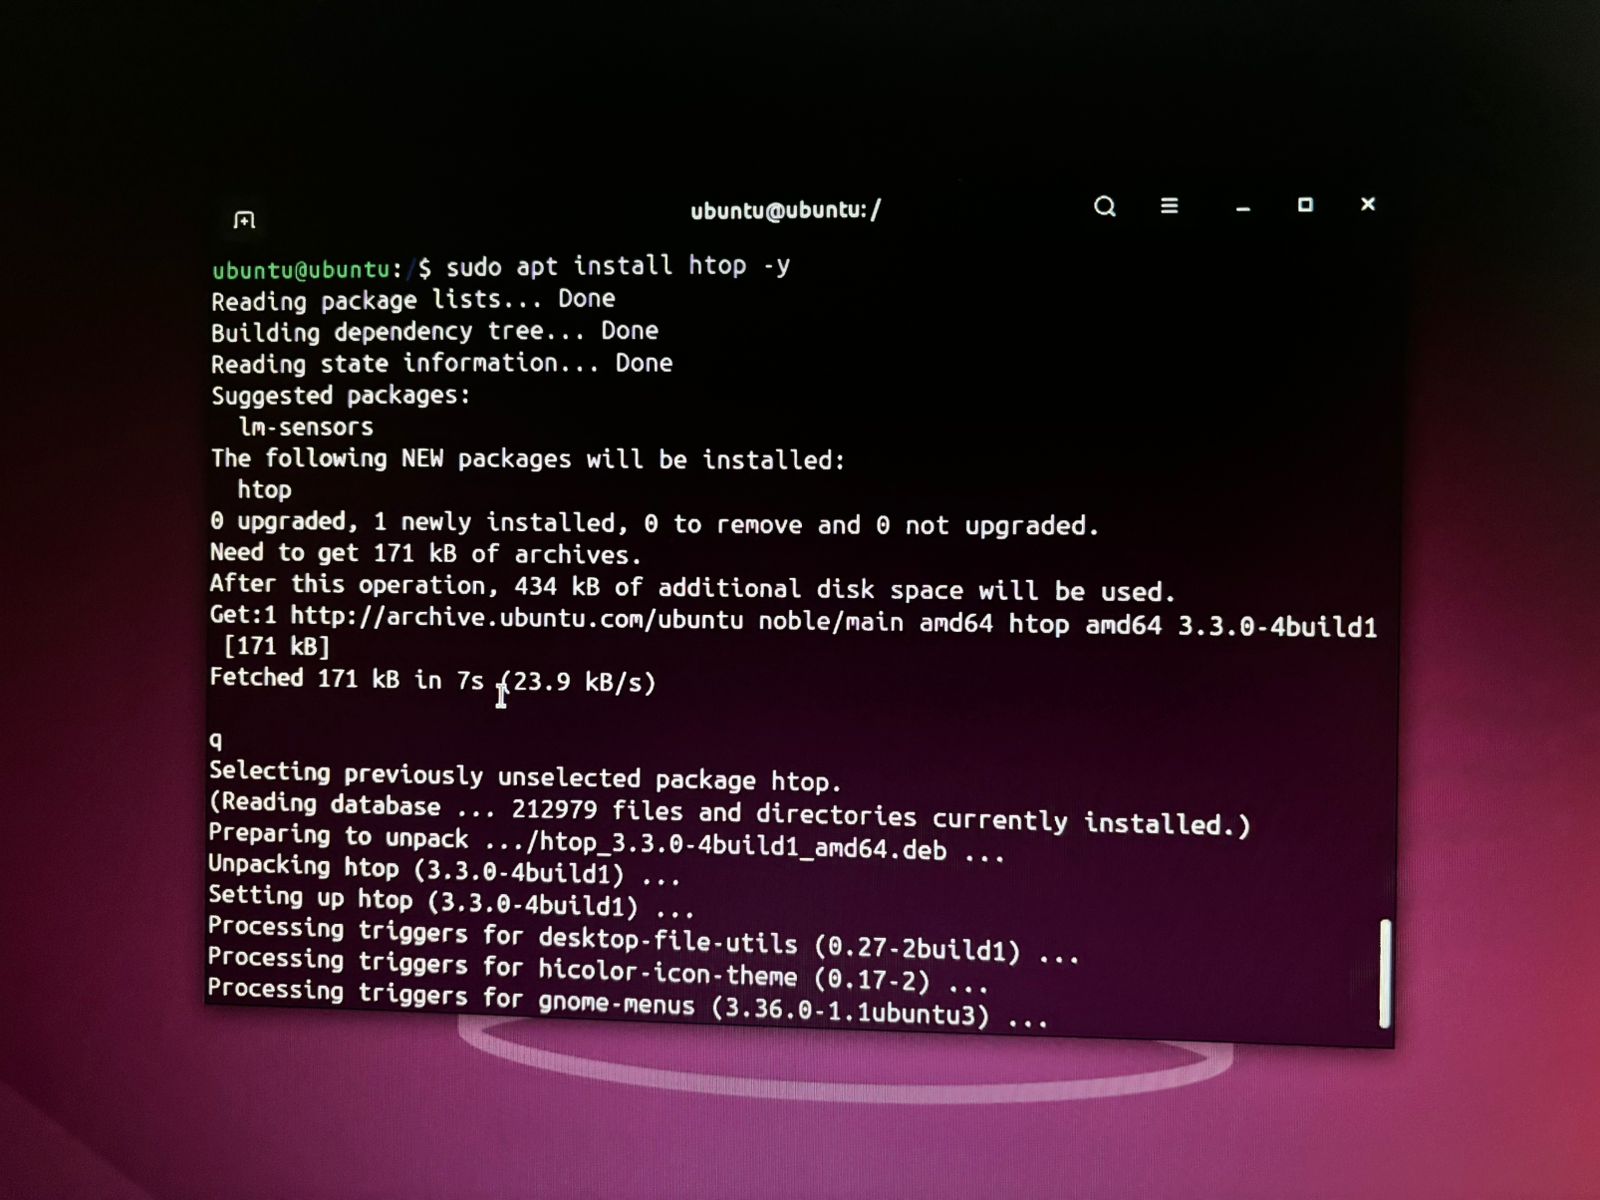 ubuntu@ubuntu:/
ubuntu@ubuntu:/$ sudo apt install htop -y
Reading package lists... Done
Building dependency tree... Done
Reading state information... Done
Suggested packages:
  lm-sensors
The following NEW packages will be installed:
  htop
0 upgraded, 1 newly installed, 0 to remove and 0 not upgraded.
Need to get 171 kB of archives.
After this operation, 434 kB of additional disk space will be used.
Get:1 http://archive.ubuntu.com/ubuntu noble/main amd64 htop amd64 3.3.0-4build1
 [171 kB]
Fetched 171 kB in 7s (23.9 kB/s)
q
Selecting previously unselected package htop.
(Reading database ... 212979 files and directories currently installed.)
Preparing to unpack .../htop_3.3.0-4build1_amd64.deb ...
Unpacking htop (3.3.0-4build1) ...
Setting up htop (3.3.0-4build1) ...
Processing triggers for desktop-file-utils (0.27-2build1) ...
Processing triggers for hicolor-icon-theme (0.17-2) ...
Processing triggers for gnome-menus (3.36.0-1.1ubuntu3) ...